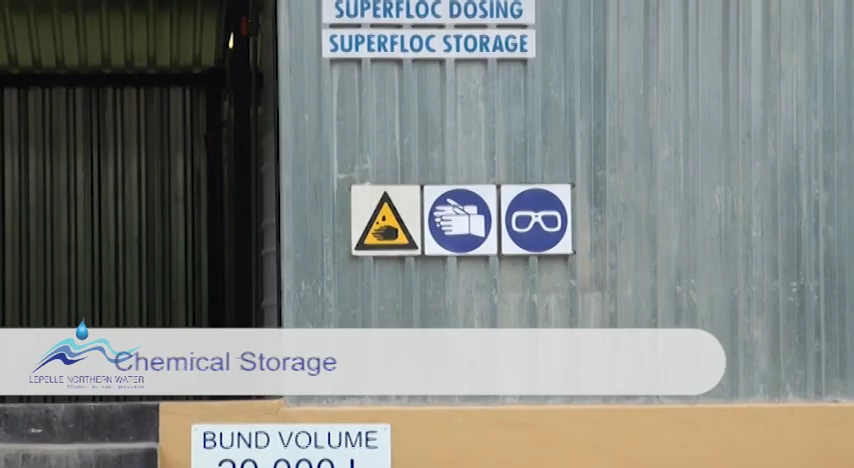 SUPERFLOC DOSING
SUPERFLOC STORAGE
Chemical Storage
LEPELLE NORTHERN WATER
BUND VOLUME